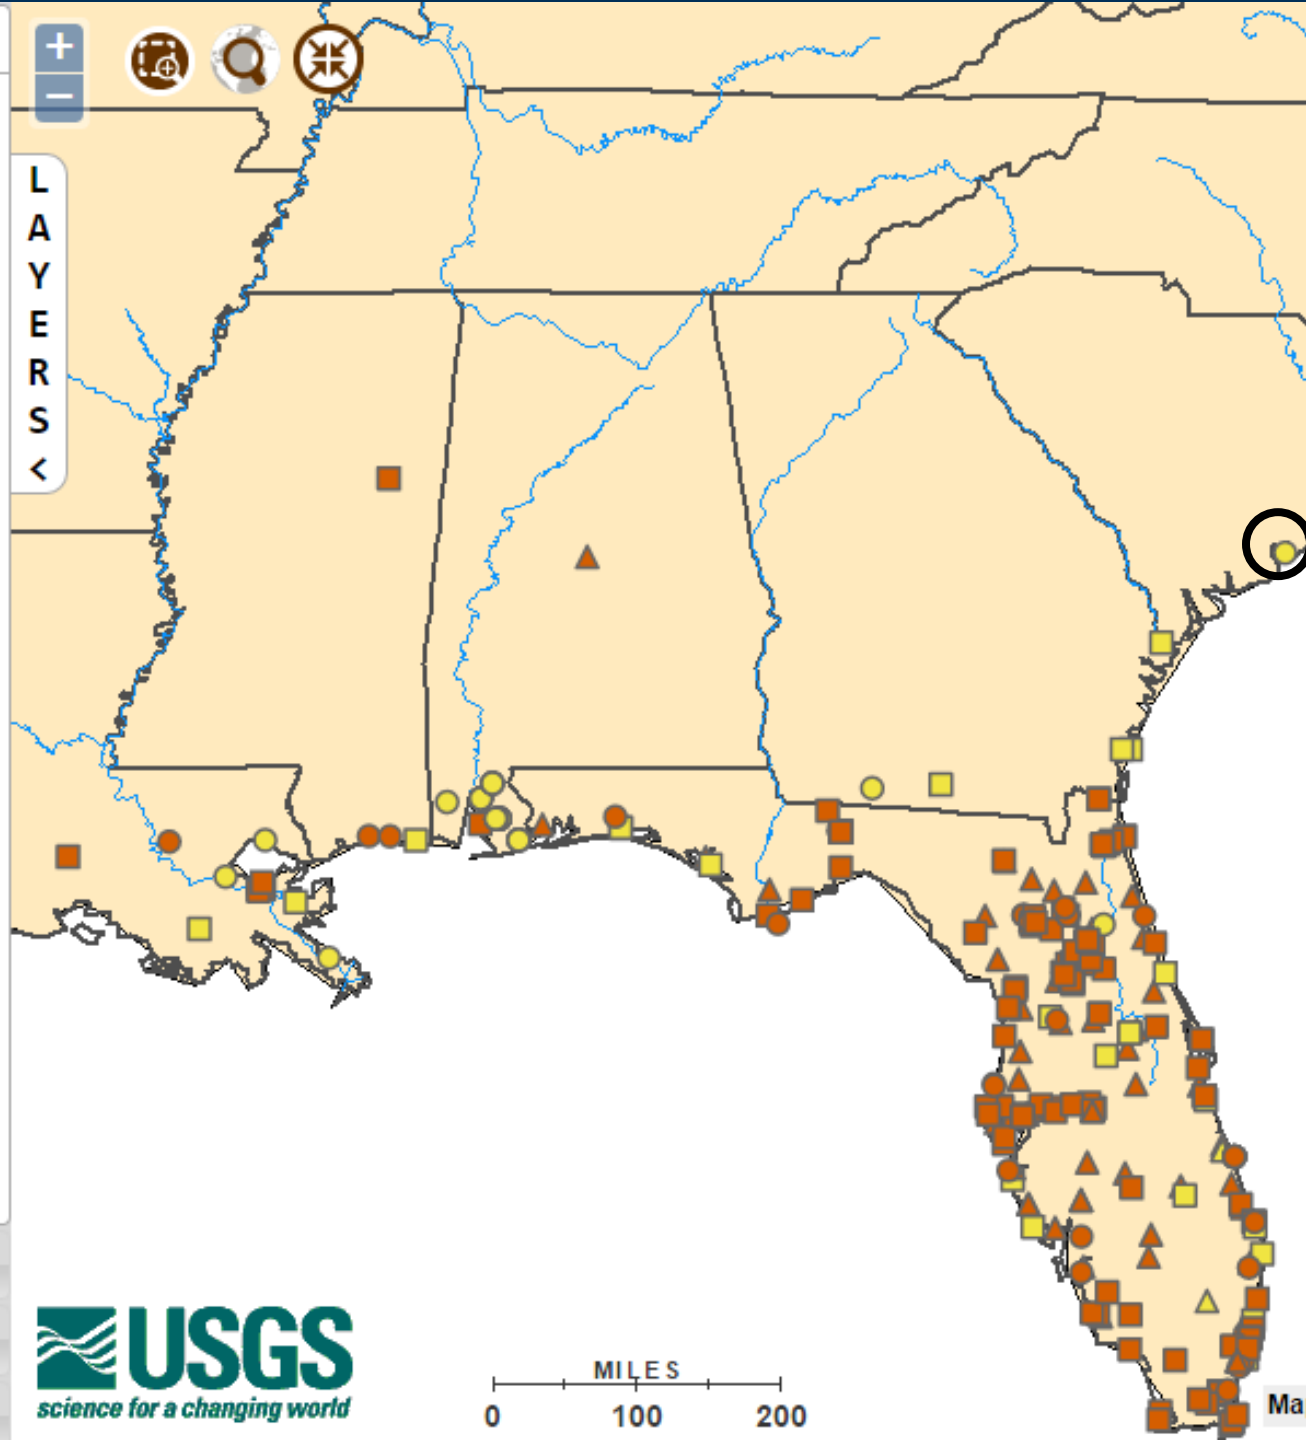 +
−
L
A
Y
E
R
S
<
USGS
science for a changing world
MILES
0 100 200
Ma